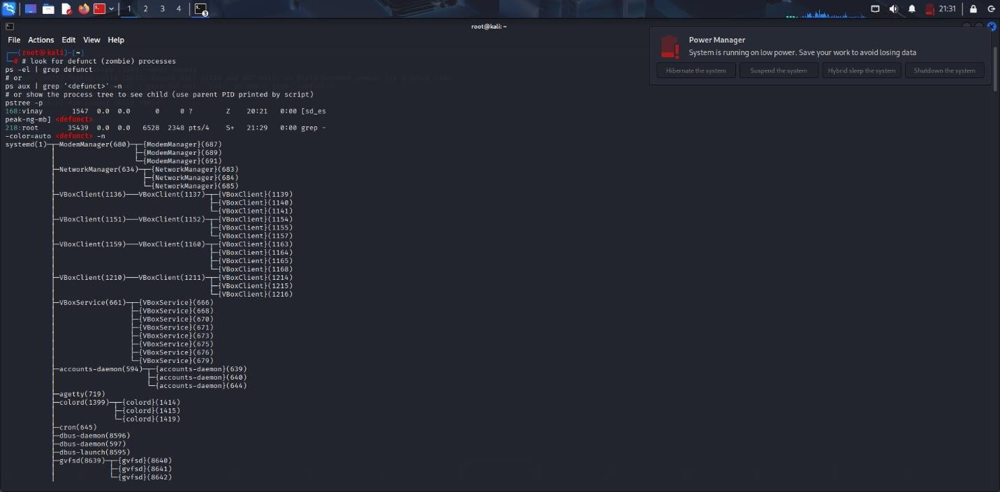 1 2 3 4 3 21:31
root@kali: ~
File Actions Edit View Help
Power Manager
System is running on low power. Save your work to avoid losing data
Hibernate the system Suspend the system Hybrid sleep the system Shutdown the system
┌──(root㉿kali)-[~]
└─# # look for defunct (zombie) processes
ps -el | grep defunct
# or
ps aux | grep '<defunct>' -n
# or show the process tree to see child (use parent PID printed by script)
pstree -p
168:vinay 1547 0.0 0.0 0 0 ? Z 20:21 0:00 [sd_es
peak-ng-mb] <defunct>
218:root 35439 0.0 0.0 6528 2348 pts/4 S+ 21:29 0:00 grep -
-color=auto <defunct> -n
systemd(1)─┬─ModemManager(680)─┬─{ModemManager}(687)
├─{ModemManager}(689)
└─{ModemManager}(691)
├─NetworkManager(634)─┬─{NetworkManager}(683)
├─{NetworkManager}(684)
└─{NetworkManager}(685)
├─VBoxClient(1136)───VBoxClient(1137)─┬─{VBoxClient}(1139)
├─{VBoxClient}(1140)
└─{VBoxClient}(1141)
├─VBoxClient(1151)───VBoxClient(1152)─┬─{VBoxClient}(1154)
├─{VBoxClient}(1155)
└─{VBoxClient}(1157)
├─VBoxClient(1159)───VBoxClient(1160)─┬─{VBoxClient}(1163)
├─{VBoxClient}(1164)
├─{VBoxClient}(1165)
└─{VBoxClient}(1168)
├─VBoxClient(1210)───VBoxClient(1211)─┬─{VBoxClient}(1214)
├─{VBoxClient}(1215)
└─{VBoxClient}(1216)
├─VBoxService(661)─┬─{VBoxService}(666)
├─{VBoxService}(668)
├─{VBoxService}(670)
├─{VBoxService}(671)
├─{VBoxService}(673)
├─{VBoxService}(675)
├─{VBoxService}(676)
└─{VBoxService}(679)
├─accounts-daemon(594)─┬─{accounts-daemon}(639)
├─{accounts-daemon}(640)
└─{accounts-daemon}(644)
├─agetty(719)
├─colord(1399)─┬─{colord}(1414)
├─{colord}(1415)
└─{colord}(1419)
├─cron(645)
├─dbus-daemon(8596)
├─dbus-daemon(597)
├─dbus-launch(8595)
├─gvfsd(8639)─┬─{gvfsd}(8640)
├─{gvfsd}(8641)
└─{gvfsd}(8642)